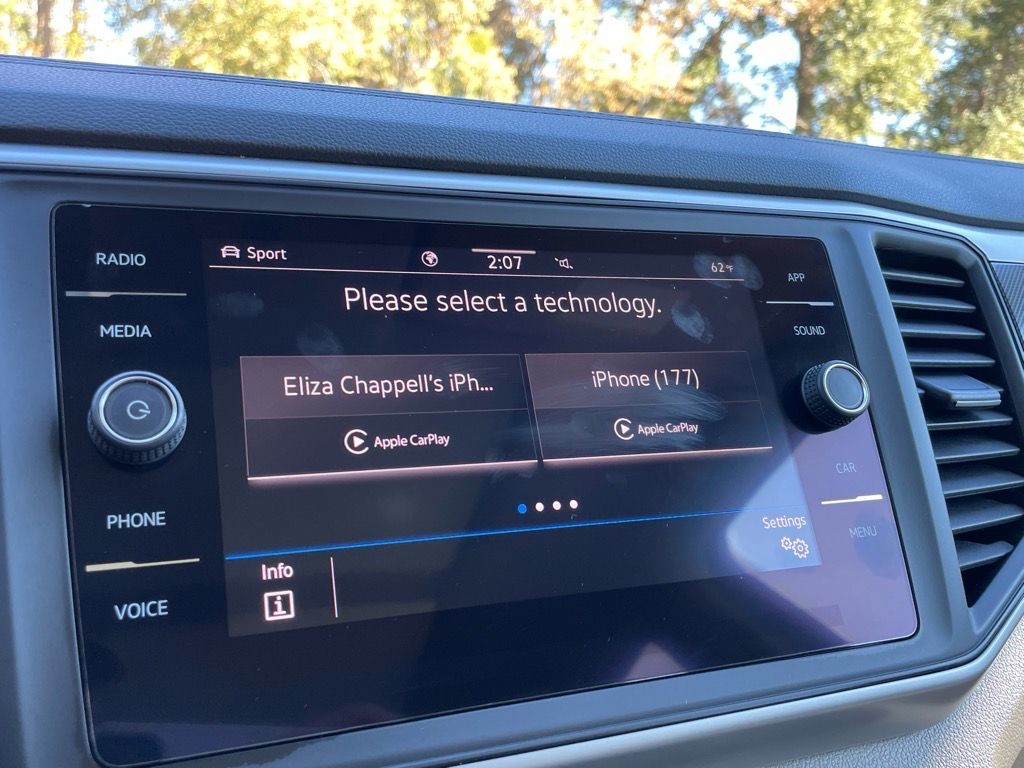 RADIO
MEDIA
PHONE
VOICE
Sport
2:07
62°F
Please select a technology.
Eliza Chappell's iPh...
Apple CarPlay
iPhone (177)
Apple CarPlay
Settings
Info
i
APP
SOUND
CAR
MENU